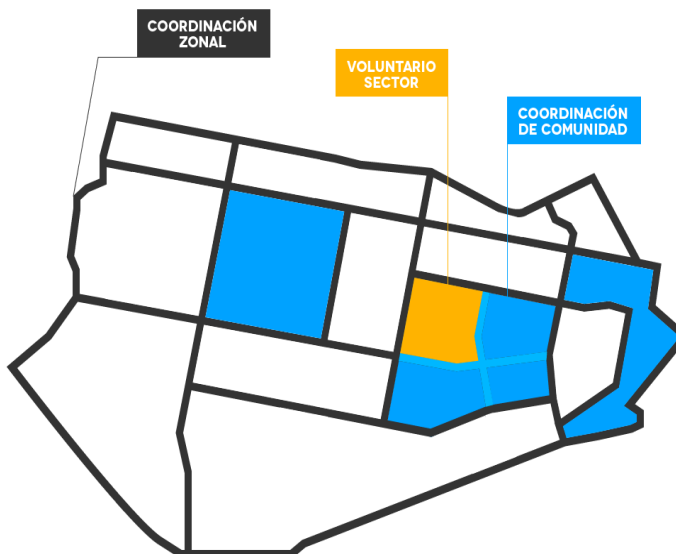 COORDINACIÓN
ZONAL
VOLUNTARIO
SECTOR
COORDINACIÓN
DE COMUNIDAD